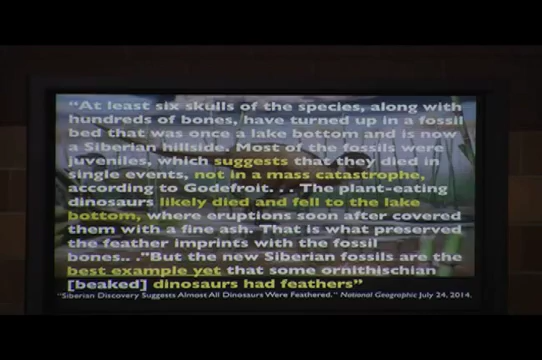 “At least six skulls of the species, along with
hundreds of bones, have turned up in a fossil
bed that was once a lake bottom and is now
a Siberian hillside. Most of the fossils were
juveniles, which suggests that they died in
single events, not in a mass catastrophe,
according to Godefroit. . . The plant-eating
dinosaurs likely died and fell to the lake
bottom, where eruptions soon after covered
them with a fine ash. That is what preserved
the feather imprints with the fossil
bones.. ."But the new Siberian fossils are the
best example yet that some ornithischian
[beaked] dinosaurs had feathers”
"Siberian Discovery Suggests Almost All Dinosaurs Were Feathered." National Geographic July 24, 2014.